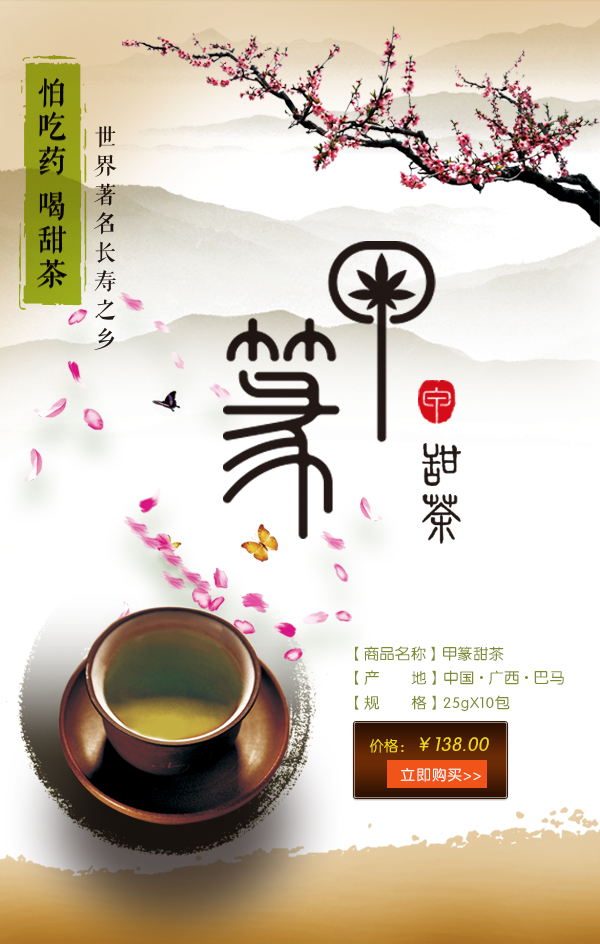 怕吃药 喝甜茶
世界著名长寿之乡
甲篆
甲
甜茶
【商品名称】甲篆甜茶
【产　　地】中国·广西·巴马
【规　　格】25gX10包
价格：￥138.00
立即购买>>